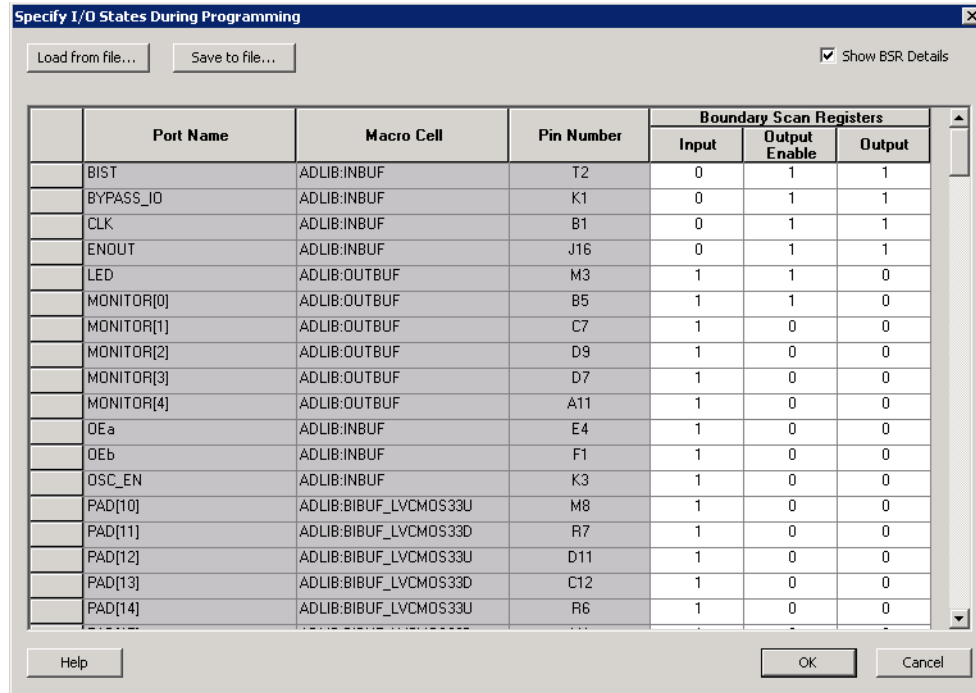 Specify I/O States During Programming
Load from file... Save to file... Show BSR Details
Port Name Macro Cell Pin Number Boundary Scan Registers
Input Output Enable Output
BIST ADLIB:INBUF T2 0 1 1
BYPASS_IO ADLIB:INBUF K1 0 1 1
CLK ADLIB:INBUF B1 0 1 1
ENOUT ADLIB:INBUF J16 0 1 1
LED ADLIB:OUTBUF M3 1 1 0
MONITOR[0] ADLIB:OUTBUF B5 1 1 0
MONITOR[1] ADLIB:OUTBUF C7 1 0 0
MONITOR[2] ADLIB:OUTBUF D9 1 0 0
MONITOR[3] ADLIB:OUTBUF D7 1 0 0
MONITOR[4] ADLIB:OUTBUF A11 1 0 0
OEa ADLIB:INBUF E4 1 0 0
OEb ADLIB:INBUF F1 1 0 0
OSC_EN ADLIB:INBUF K3 1 0 0
PAD[10] ADLIB:BIBUF_LVCMOS33U M8 1 0 0
PAD[11] ADLIB:BIBUF_LVCMOS33D R7 1 0 0
PAD[12] ADLIB:BIBUF_LVCMOS33U D11 1 0 0
PAD[13] ADLIB:BIBUF_LVCMOS33D C12 1 0 0
PAD[14] ADLIB:BIBUF_LVCMOS33U R6 1 0 0
Help OK Cancel